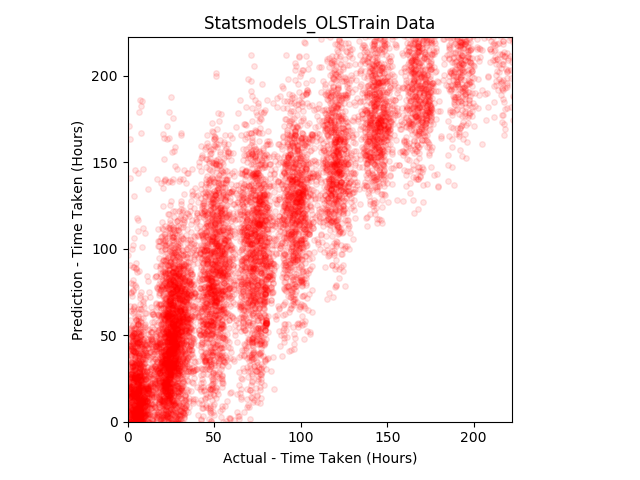 Statsmodels_OLSTrain Data
Prediction - Time Taken (Hours)
200
150
100
50
0
0 50 100 150 200
Actual - Time Taken (Hours)